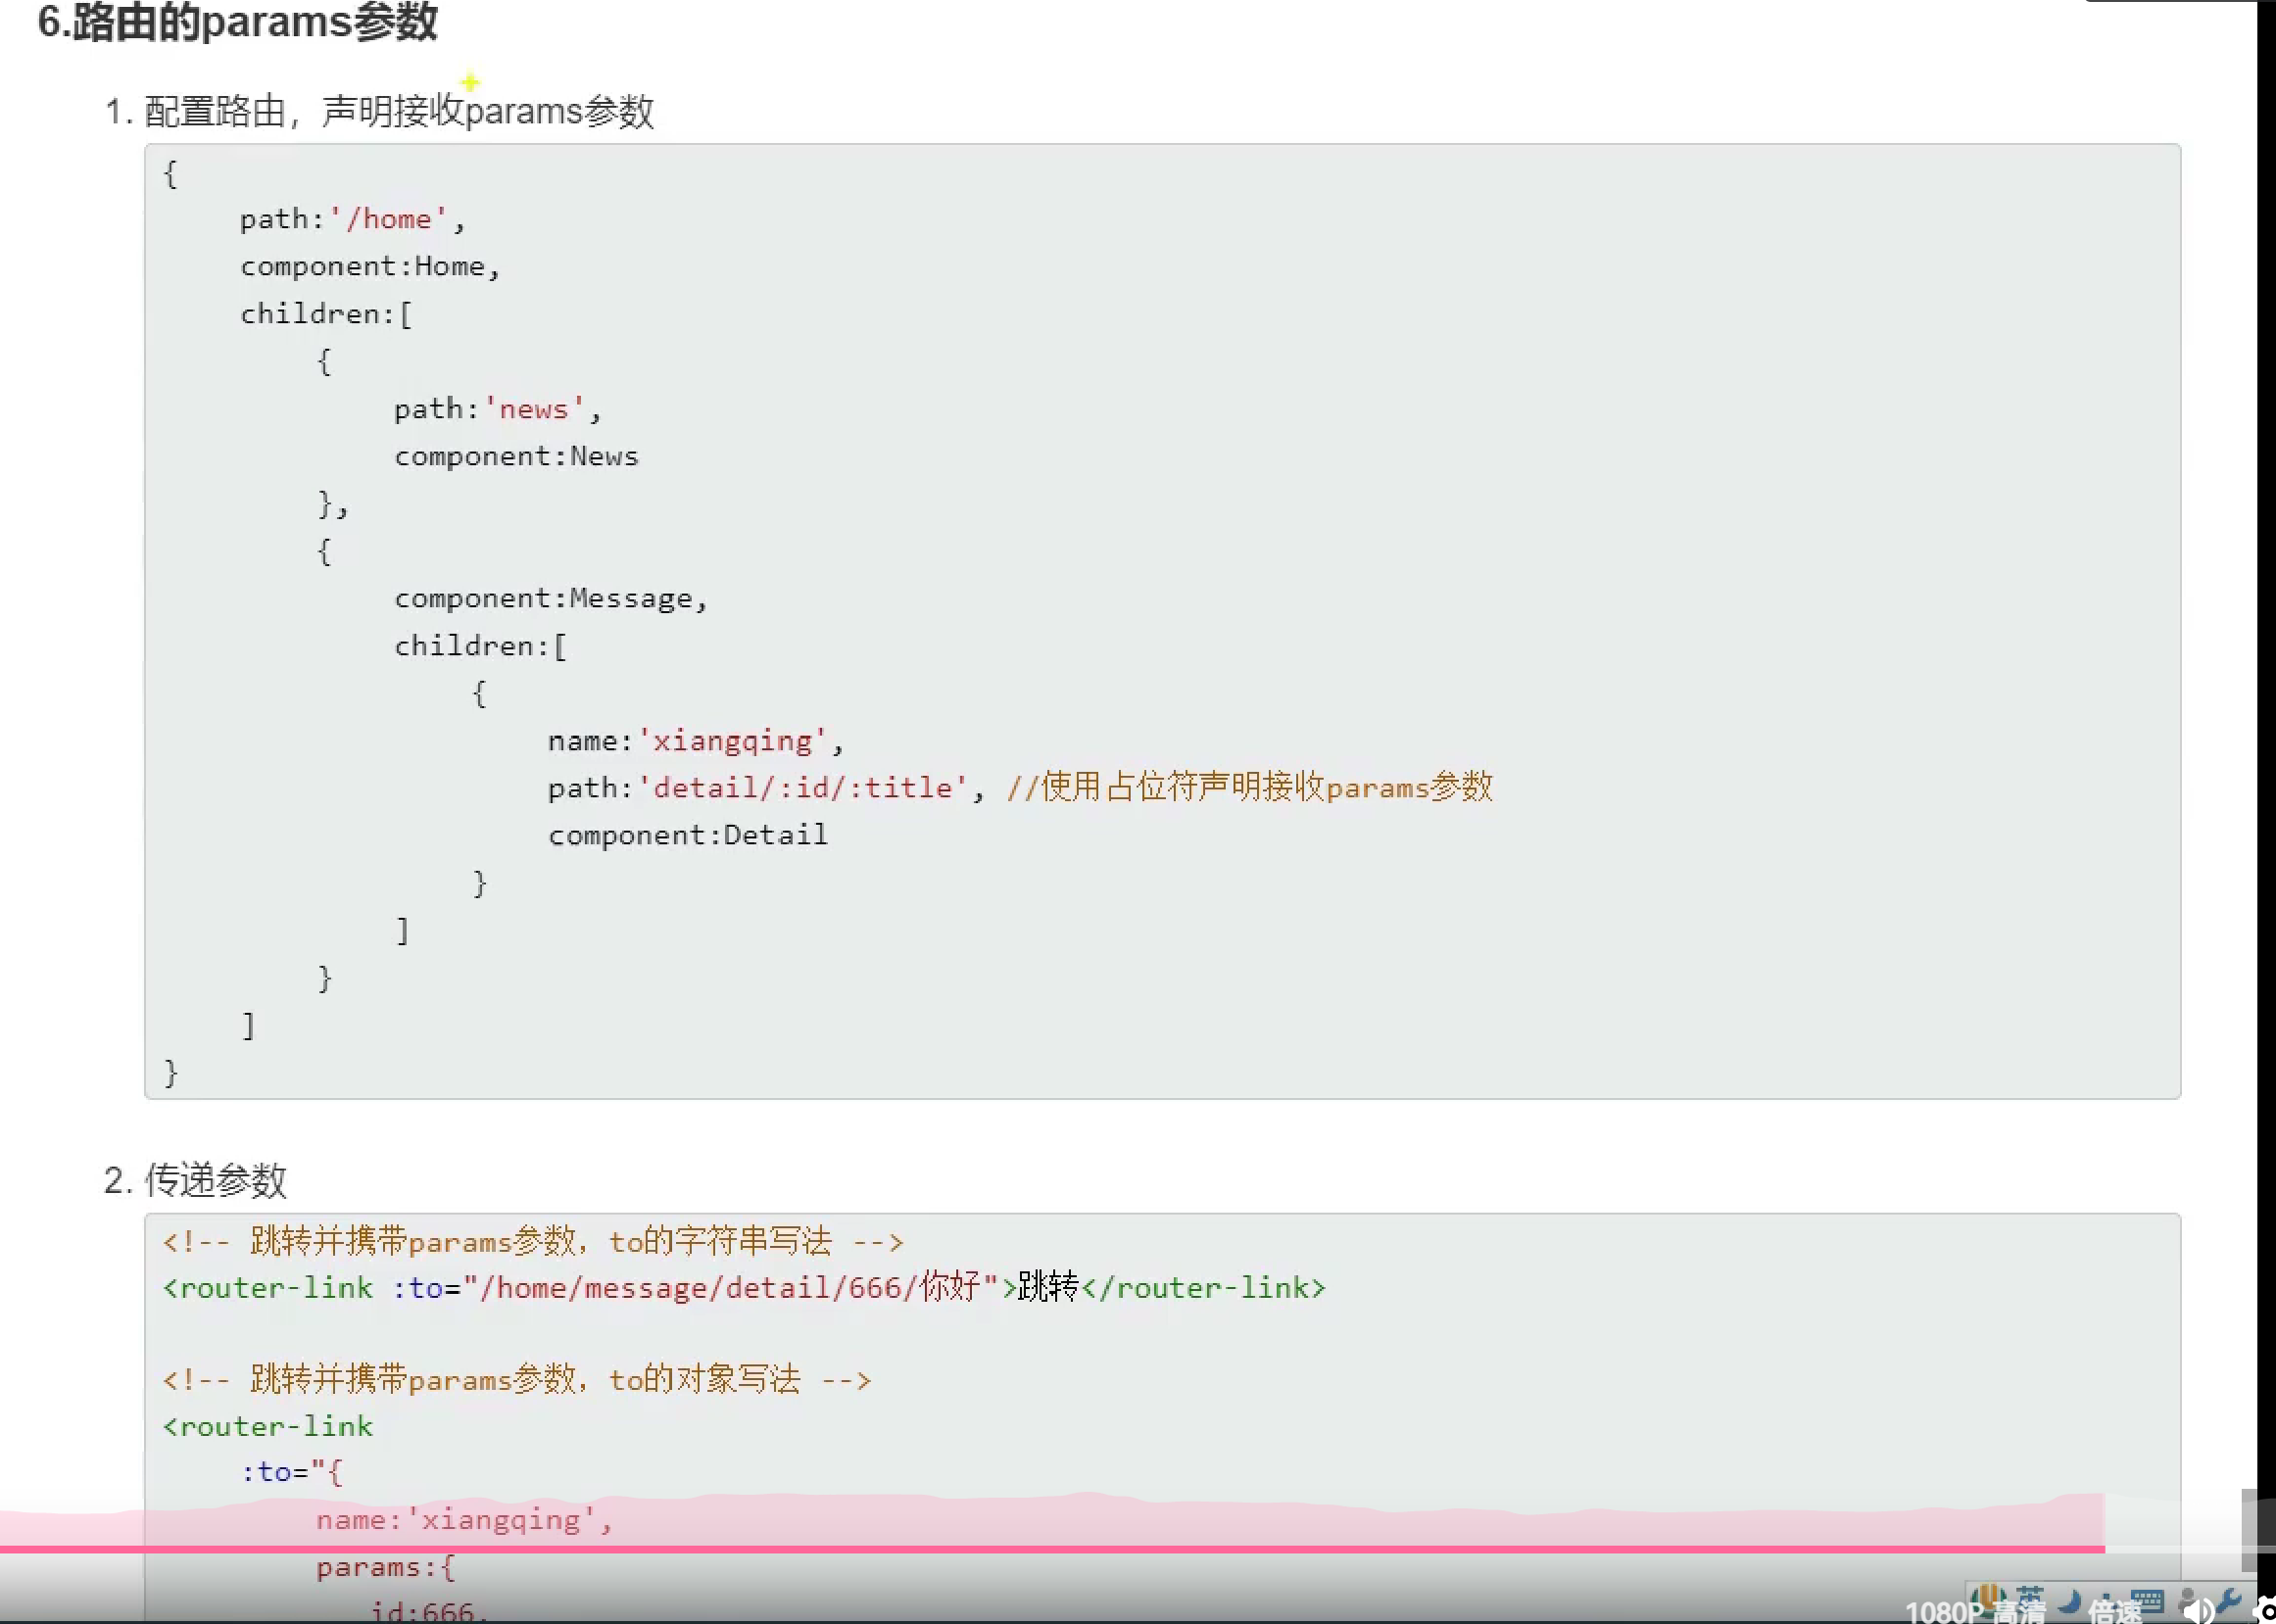 6.路由的params参数
1. 配置路由，声明接收params参数
{
path:'/home',
component:Home,
children:[
{
path:'news',
component:News
},
{
component:Message,
children:[
{
name:'xiangqing',
path:'detail/:id/:title', //使用占位符声明接收params参数
component:Detail
}
]
}
]
}
2. 传递参数
<!-- 跳转并携带params参数，to的字符串写法 -->
<router-link :to="/home/message/detail/666/你好">跳转</router-link>
<!-- 跳转并携带params参数，to的对象写法 -->
<router-link
:to="{
name:'xiangqing',
params:{
id:666,
英
1080P 高清 倍速